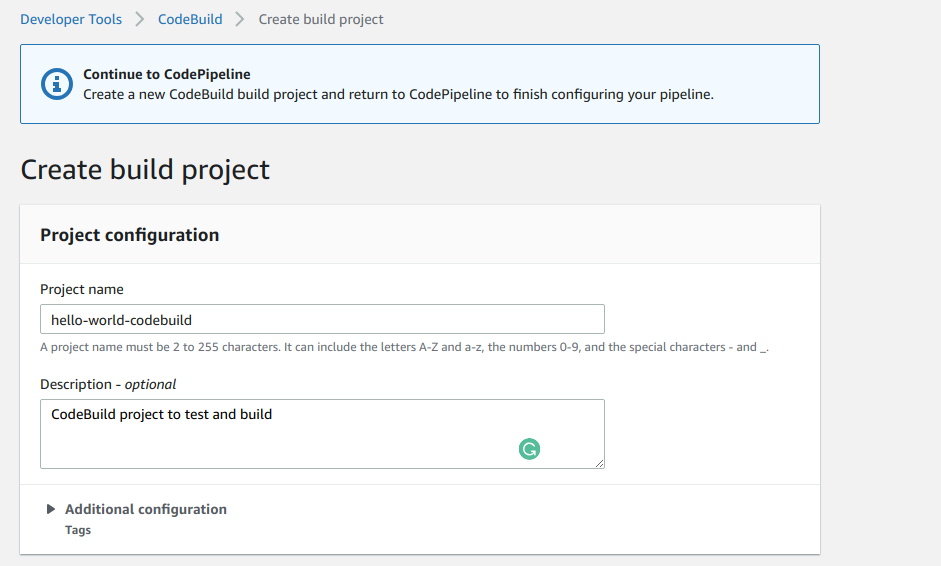 Developer Tools > CodeBuild > Create build project
Continue to CodePipeline
Create a new CodeBuild build project and return to CodePipeline to finish configuring your pipeline.
Create build project
Project configuration
Project name
hello-world-codebuild
A project name must be 2 to 255 characters. It can include the letters A-Z and a-z, the numbers 0-9, and the special characters - and _.
Description - optional
CodeBuild project to test and build
Additional configuration
Tags